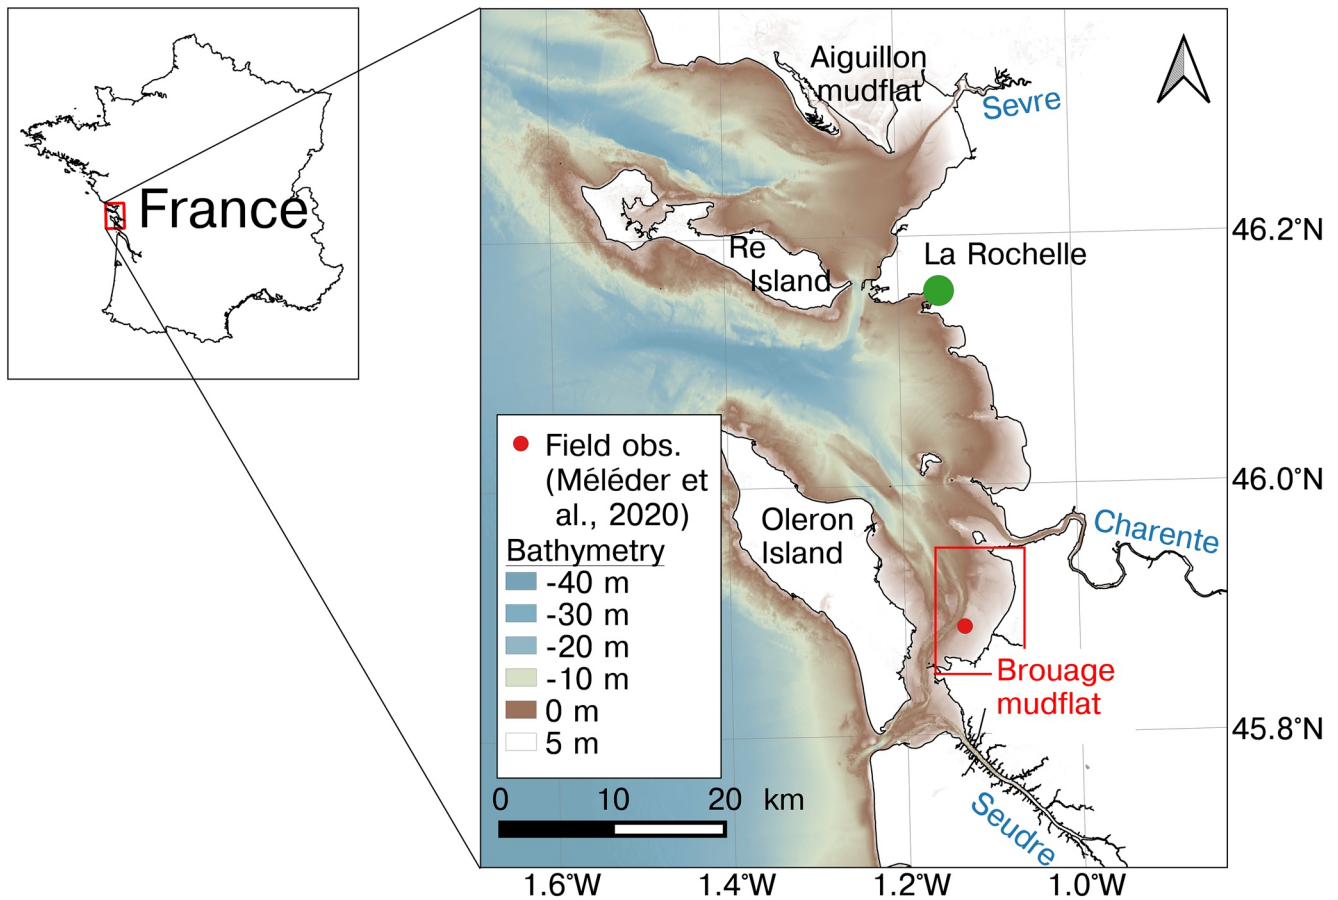 France
Aiguillon
mudflat
Sevre
Re
Island
La Rochelle
46.2°N
Field obs.
(Méléder et
al., 2020)
Bathymetry
-40 m
-30 m
-20 m
-10 m
0 m
5 m
Oleron
Island
46.0°N
Charente
Brouage
mudflat
45.8°N
Seudre
0 10 20 km
1.6°W 1.4°W 1.2°W 1.0°W